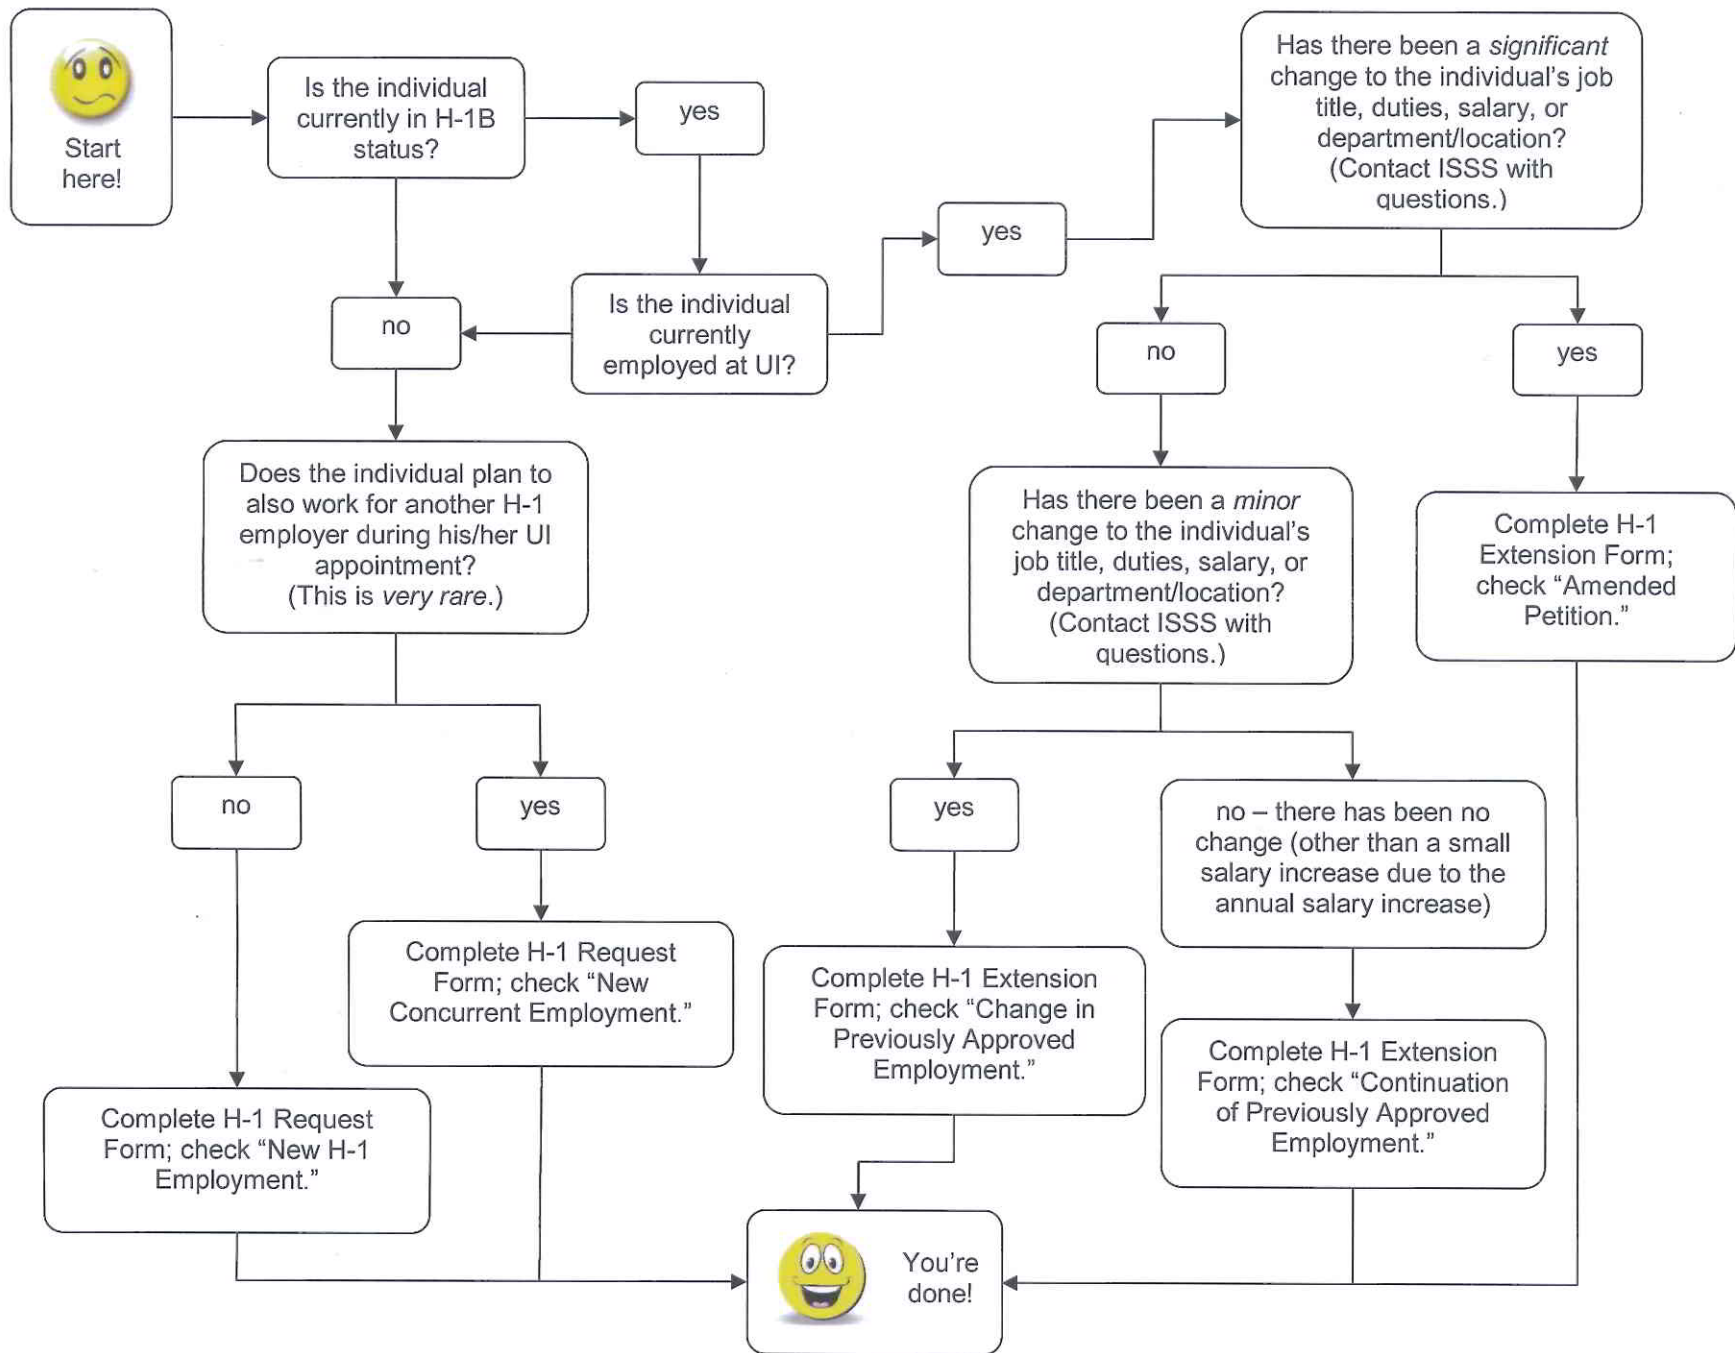 Start
here!
Is the individual
currently in H-1B
status?
yes
Has there been a significant
change to the individual's job
title, duties, salary, or
department/location?
(Contact ISSS with
questions.)
yes
Is the individual
currently
employed at UI?
no
no
yes
Does the individual plan to
also work for another H-1
employer during his/her UI
appointment?
(This is very rare.)
Has there been a minor
change to the individual's
job title, duties, salary, or
department/location?
(Contact ISSS with
questions.)
Complete H-1
Extension Form;
check “Amended
Petition.”
no
yes
yes
no – there has been no
change (other than a small
salary increase due to the
annual salary increase)
Complete H-1 Request
Form; check “New
Concurrent Employment.”
Complete H-1 Extension
Form; check “Change in
Previously Approved
Employment.”
Complete H-1 Extension
Form; check “Continuation
of Previously Approved
Employment.”
Complete H-1 Request
Form; check “New H-1
Employment.”
You're
done!